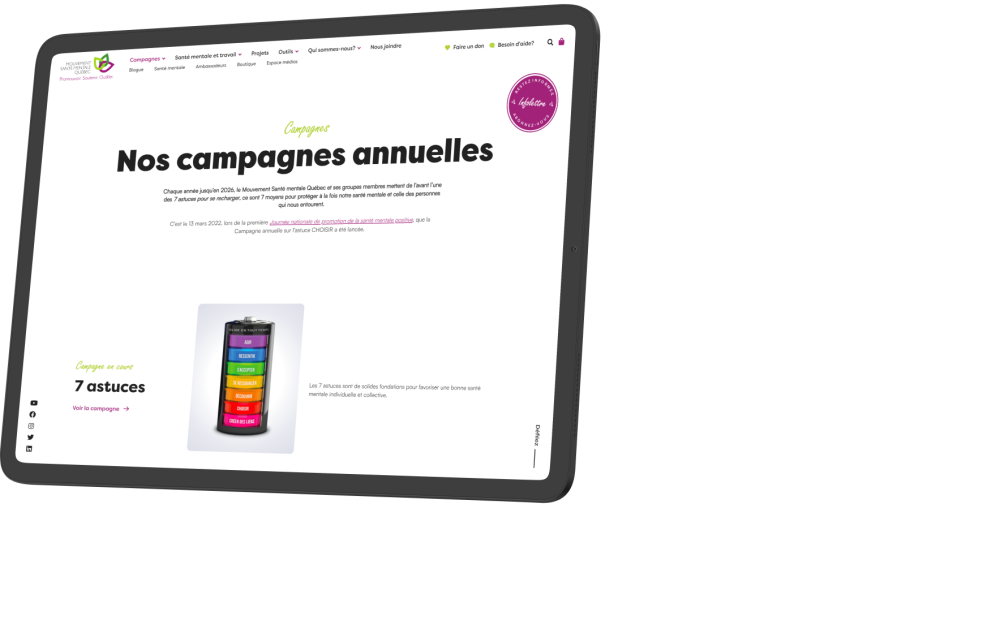 MOUVEMENT
SANTÉ MENTALE
QUÉBEC
Promouvoir Soutenir Outiller
Campagnes
Santé mentale et travail
Projets
Outils
Qui sommes-nous?
Nous joindre
Faire un don
Besoin d'aide?
Blogue
Santé mentale
Ambassadeurs
Boutique
Espace médias
RESTEZ INFORMÉS
Infolettre
ABONNEZ-VOUS
Campagnes
Nos campagnes annuelles
Chaque année jusqu'en 2026, le Mouvement Santé mentale Québec et ses groupes membres mettent de l'avant l'une
des 7 astuces pour se recharger, ce sont 7 moyens pour protéger à la fois notre santé mentale et celle des personnes
qui nous entourent.
C'est le 13 mars 2022, lors de la première Journée nationale de promotion de la santé mentale positive, que la
Campagne annuelle sur l'astuce CHOISIR a été lancée.
AGIR
RESSENTIR
S'ACCEPTER
SE RESSOURCER
DÉCOUVRIR
CHOISIR
CRÉER DES LIENS
Campagne en cours
7 astuces
Voir la campagne
Les 7 astuces sont de solides fondations pour favoriser une bonne santé
mentale individuelle et collective.
Défilez